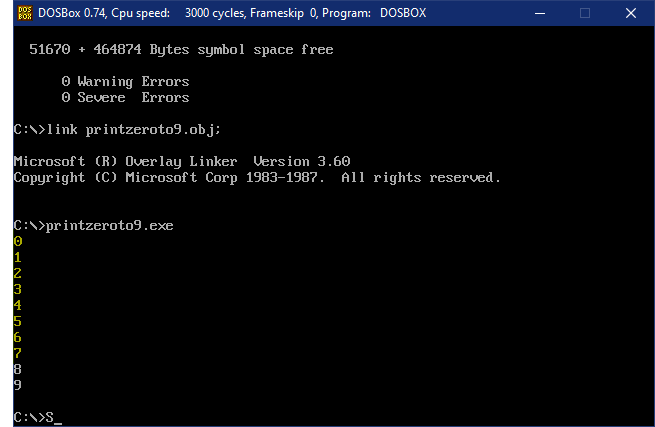 DOS
BOX
DOSBox 0.74, Cpu speed: 3000 cycles, Frameskip 0, Program: DOSBOX
51670 + 464874 Bytes symbol space free
0 Warning Errors
0 Severe  Errors
C:\>link printzeroto9.obj;
Microsoft (R) Overlay Linker  Version 3.60
Copyright (C) Microsoft Corp 1983-1987.  All rights reserved.
C:\>printzeroto9.exe
0
1
2
3
4
5
6
7
8
9
C:\>S_